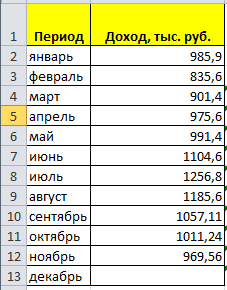 1 Период Доход, тыс. руб.
2 январь 985,9
3 февраль 835,6
4 март 901,4
5 апрель 975,6
6 май 991,4
7 июнь 1104,6
8 июль 1256,8
9 август 1185,6
10 сентябрь 1057,11
11 октябрь 1011,24
12 ноябрь 969,56
13 декабрь